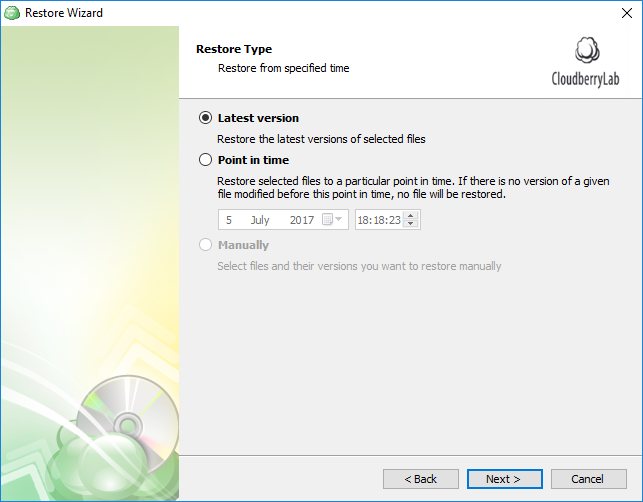 Restore Wizard
Restore Type
Restore from specified time
CloudberryLab
Latest version
Restore the latest versions of selected files
Point in time
Restore selected files to a particular point in time. If there is no version of a given
file modified before this point in time, no file will be restored.
5 July 2017 18:18:23
Manually
Select files and their versions you want to restore manually
< Back Next > Cancel